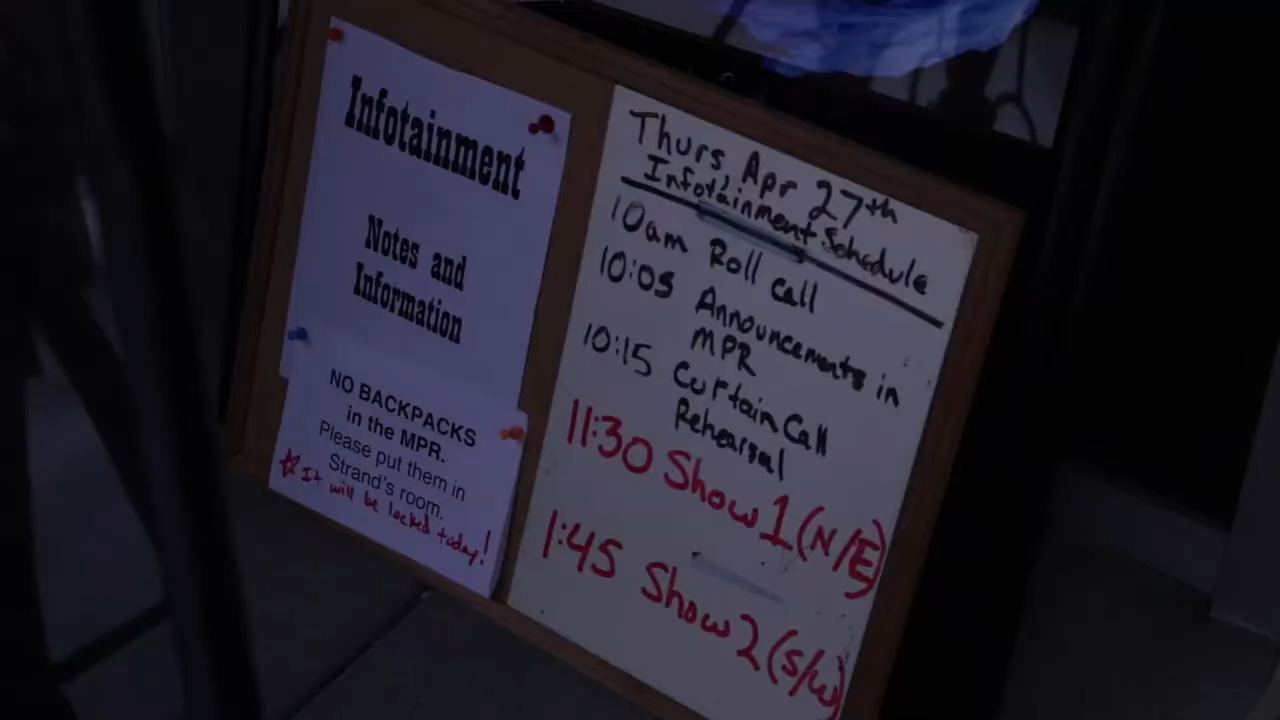 Infotainment
Notes and
Information
NO BACKPACKS
in the MPR.
Please put them in
Strand's room.
It will be locked today!
Thurs Apr 27th
Infotainment Schedule
10am Roll Call
10:05 Announcements in
MPR
10:15 Curtain Call
Rehearsal
11:30 Show 1 (N/E)
1:45 Show 2 (S/W)